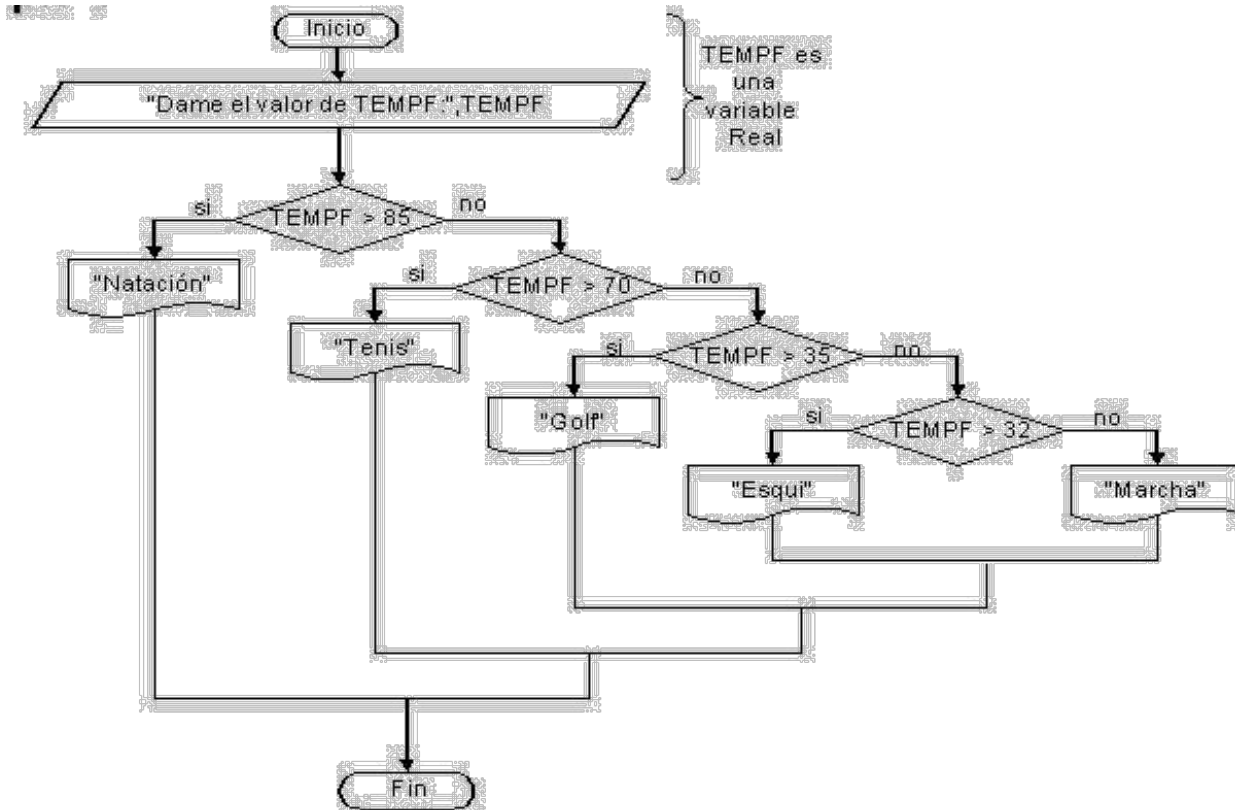 Inicio
TEMPF es
una
variable
Real
"Dame el valor de TEMPF:",TEMPF
si
TEMPF > 85
no
"Natación"
si
TEMPF > 70
no
"Tenis"
si
TEMPF > 35
no
"Golf"
si
TEMPF > 32
no
"Esqui"
"Marcha"
Fin